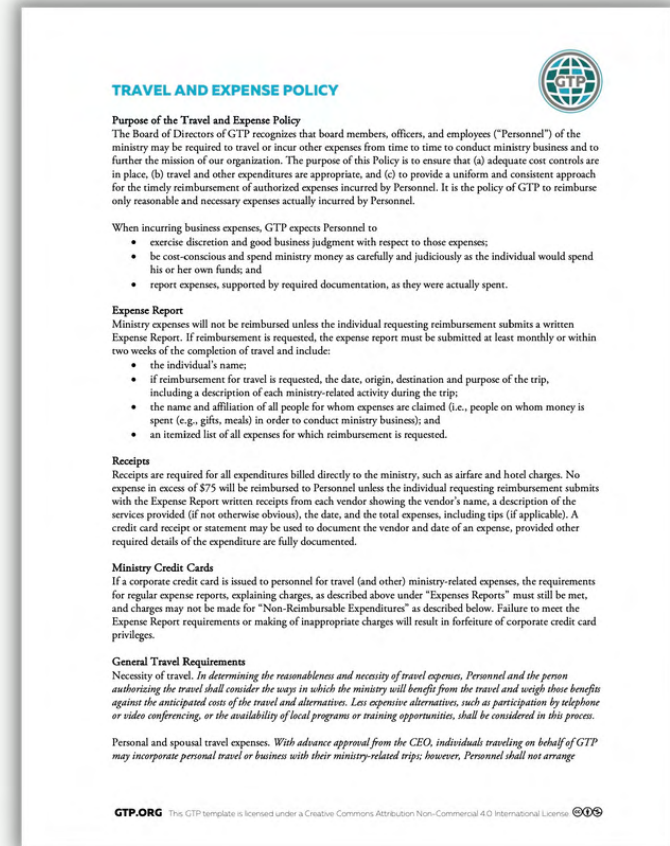 GTP
TRAVEL AND EXPENSE POLICY
Purpose of the Travel and Expense Policy
The Board of Directors of GTP recognizes that board members, officers, and employees (“Personnel”) of the
ministry may be required to travel or incur other expenses from time to time to conduct ministry business and to
further the mission of our organization. The purpose of this Policy is to ensure that (a) adequate cost controls are
in place, (b) travel and other expenditures are appropriate, and (c) to provide a uniform and consistent approach
for the timely reimbursement of authorized expenses incurred by Personnel. It is the policy of GTP to reimburse
only reasonable and necessary expenses actually incurred by Personnel.
When incurring business expenses, GTP expects Personnel to
• exercise discretion and good business judgment with respect to those expenses;
• be cost-conscious and spend ministry money as carefully and judiciously as the individual would spend
his or her own funds; and
• report expenses, supported by required documentation, as they were actually spent.
Expense Report
Ministry expenses will not be reimbursed unless the individual requesting reimbursement submits a written
Expense Report. If reimbursement is requested, the expense report must be submitted at least monthly or within
two weeks of the completion of travel and include:
• the individual’s name;
• if reimbursement for travel is requested, the date, origin, destination and purpose of the trip,
including a description of each ministry-related activity during the trip;
• the name and affiliation of all people for whom expenses are claimed (i.e., people on whom money is
spent (e.g., gifts, meals) in order to conduct ministry business); and
• an itemized list of all expenses for which reimbursement is requested.
Receipts
Receipts are required for all expenditures billed directly to the ministry, such as airfare and hotel charges. No
expense in excess of $75 will be reimbursed to Personnel unless the individual requesting reimbursement submits
with the Expense Report written receipts from each vendor showing the vendor’s name, a description of the
services provided (if not otherwise obvious), the date, and the total expenses, including tips (if applicable). A
credit card receipt or statement may be used to document the vendor and date of an expense, provided other
required details of the expenditure are fully documented.
Ministry Credit Cards
If a corporate credit card is issued to personnel for travel (and other) ministry-related expenses, the requirements
for regular expense reports, explaining charges, as described above under “Expenses Reports” must still be met,
and charges may not be made for “Non-Reimbursable Expenditures” as described below. Failure to meet the
Expense Report requirements or making of inappropriate charges will result in forfeiture of corporate credit card
privileges.
General Travel Requirements
Necessity of travel. In determining the reasonableness and necessity of travel expenses, Personnel and the person
authorizing the travel shall consider the ways in which the ministry will benefit from the travel and weigh those benefits
against the anticipated costs of the travel and alternatives. Less expensive alternatives, such as participation by telephone
or video conferencing, or the availability of local programs or training opportunities, shall be considered in this process.
Personal and spousal travel expenses. With advance approval from the CEO, individuals traveling on behalf of GTP
may incorporate personal travel or business with their ministry-related trips; however, Personnel shall not arrange
GTP.ORG This GTP template is licensed under a Creative Commons Attribution Non-Commercial 4.0 International License